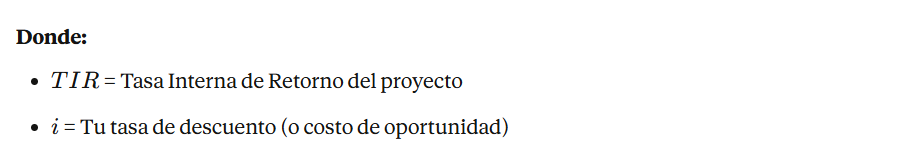 Donde:
• TIR = Tasa Interna de Retorno del proyecto
• i = Tu tasa de descuento (o costo de oportunidad)